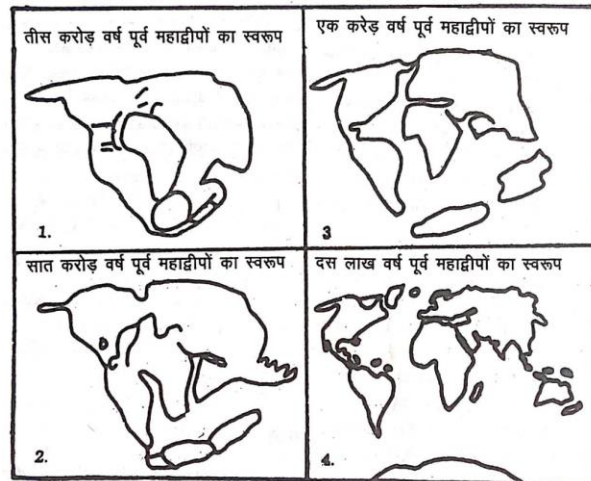 तीस करोड़ वर्ष पूर्व महाद्वीपों का स्वरूप
1.
सात करोड़ वर्ष पूर्व महाद्वीपों का स्वरूप
2.
एक करेड़ वर्ष पूर्व महाद्वीपों का स्वरूप
3
दस लाख वर्ष पूर्व महाद्वीपों का स्वरूप
4.